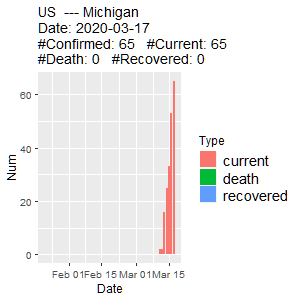 US --- Michigan
Date: 2020-03-17
#Confirmed: 65 #Current: 65
#Death: 0 #Recovered: 0
60
40
20
0
Num
Feb 01 Feb 15 Mar 01 Mar 15
Date
Type
current
death
recovered